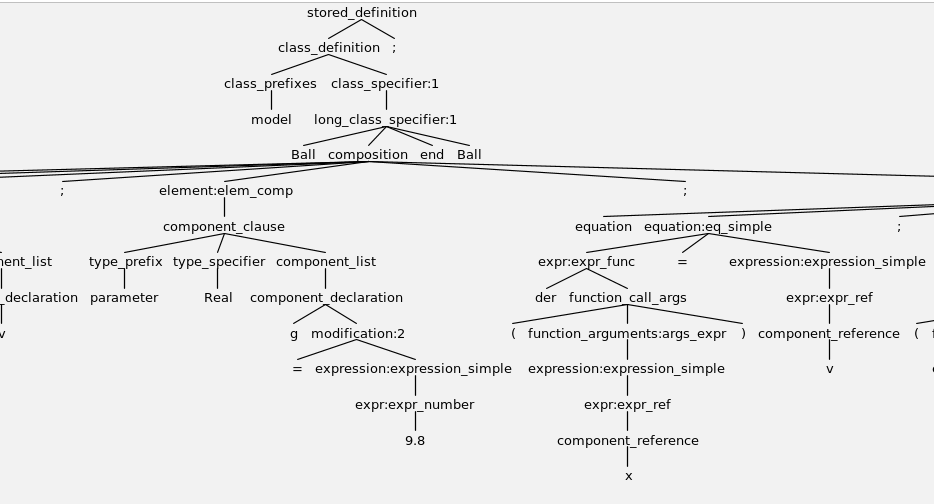 stored_definition
class_definition ;
class_prefixes class_specifier:1
model long_class_specifier:1
Ball composition end Ball
; element:elem_comp ;
component_clause equation equation:eq_simple ;
ent_list type_prefix type_specifier component_list expr:expr_func = expression:expression_simple
_declaration parameter Real component_declaration der function_call_args expr:expr_ref
v g modification:2 ( function_arguments:args_expr ) component_reference (
= expression:expression_simple expression:expression_simple v
expr:expr_number expr:expr_ref
9.8 component_reference
x